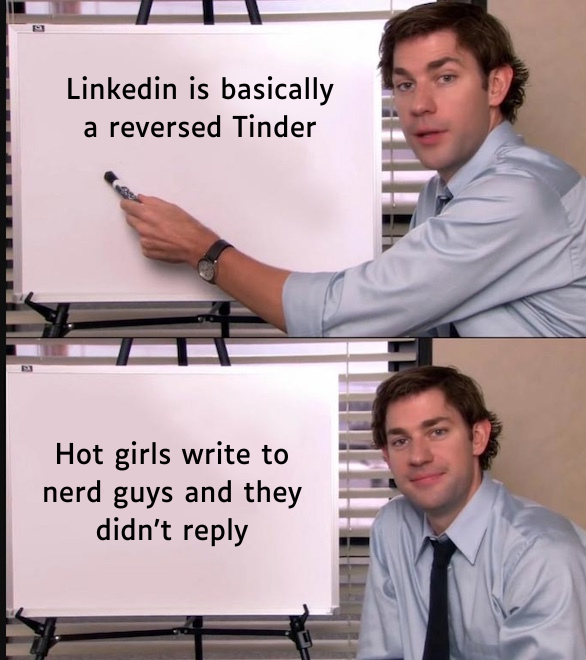 Linkedin is basically
a reversed Tinder
Hot girls write to
nerd guys and they
didn't reply